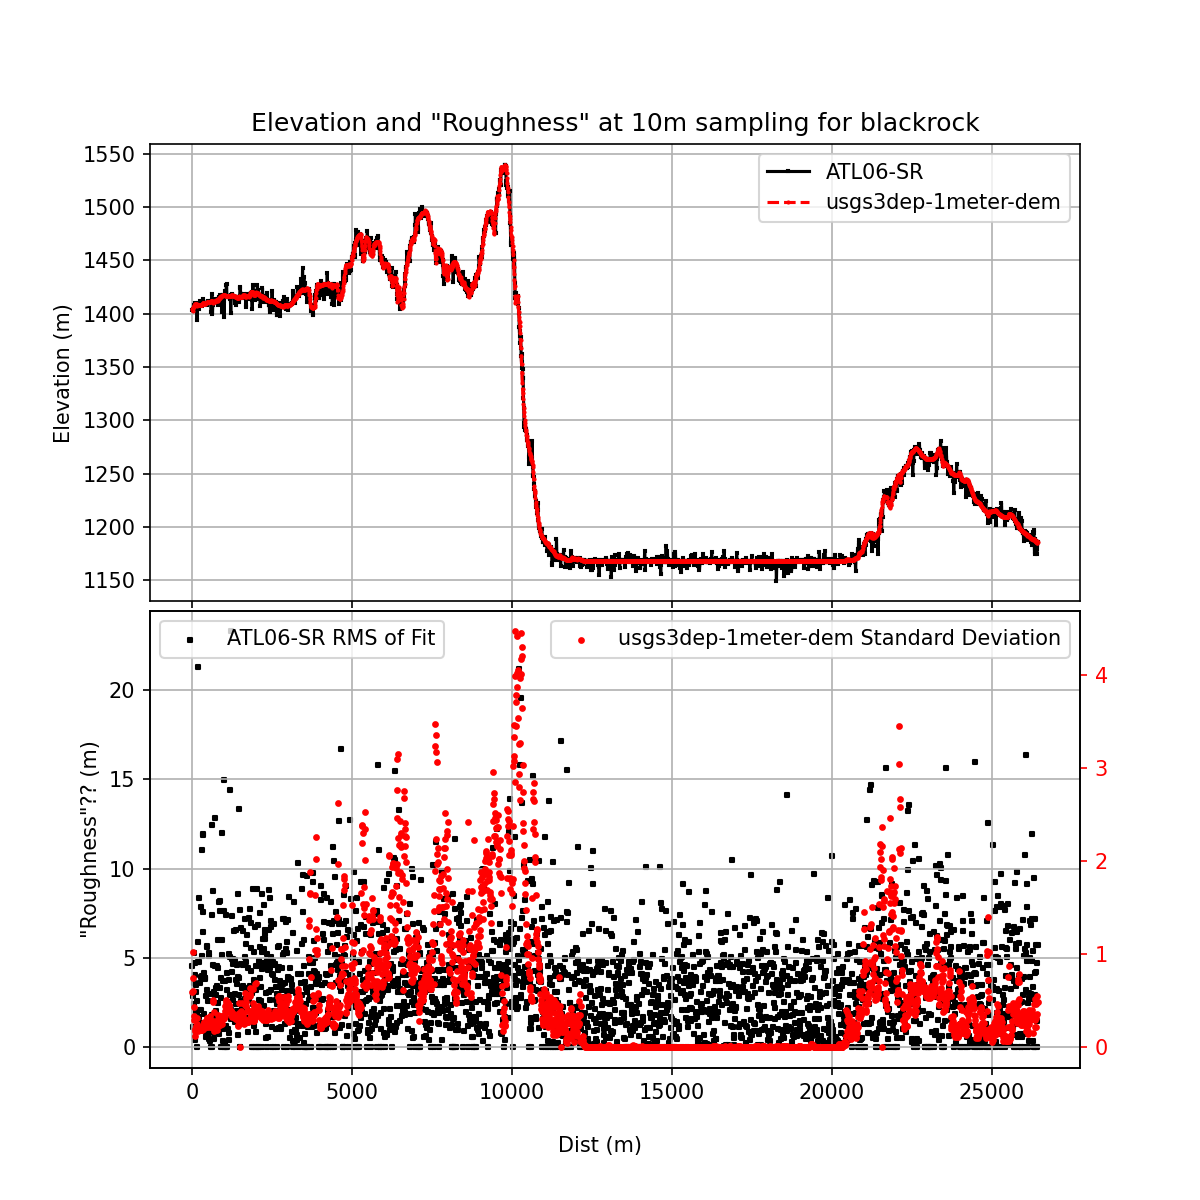 Elevation and "Roughness" at 10m sampling for blackrock
1550
1500
1450
1400
1350
1300
1250
1200
1150
Elevation (m)
ATL06-SR
usgs3dep-1meter-dem
ATL06-SR RMS of Fit
usgs3dep-1meter-dem Standard Deviation
20
15
10
5
0
"Roughness"?? (m)
4
3
2
1
0
0 5000 10000 15000 20000 25000
Dist (m)